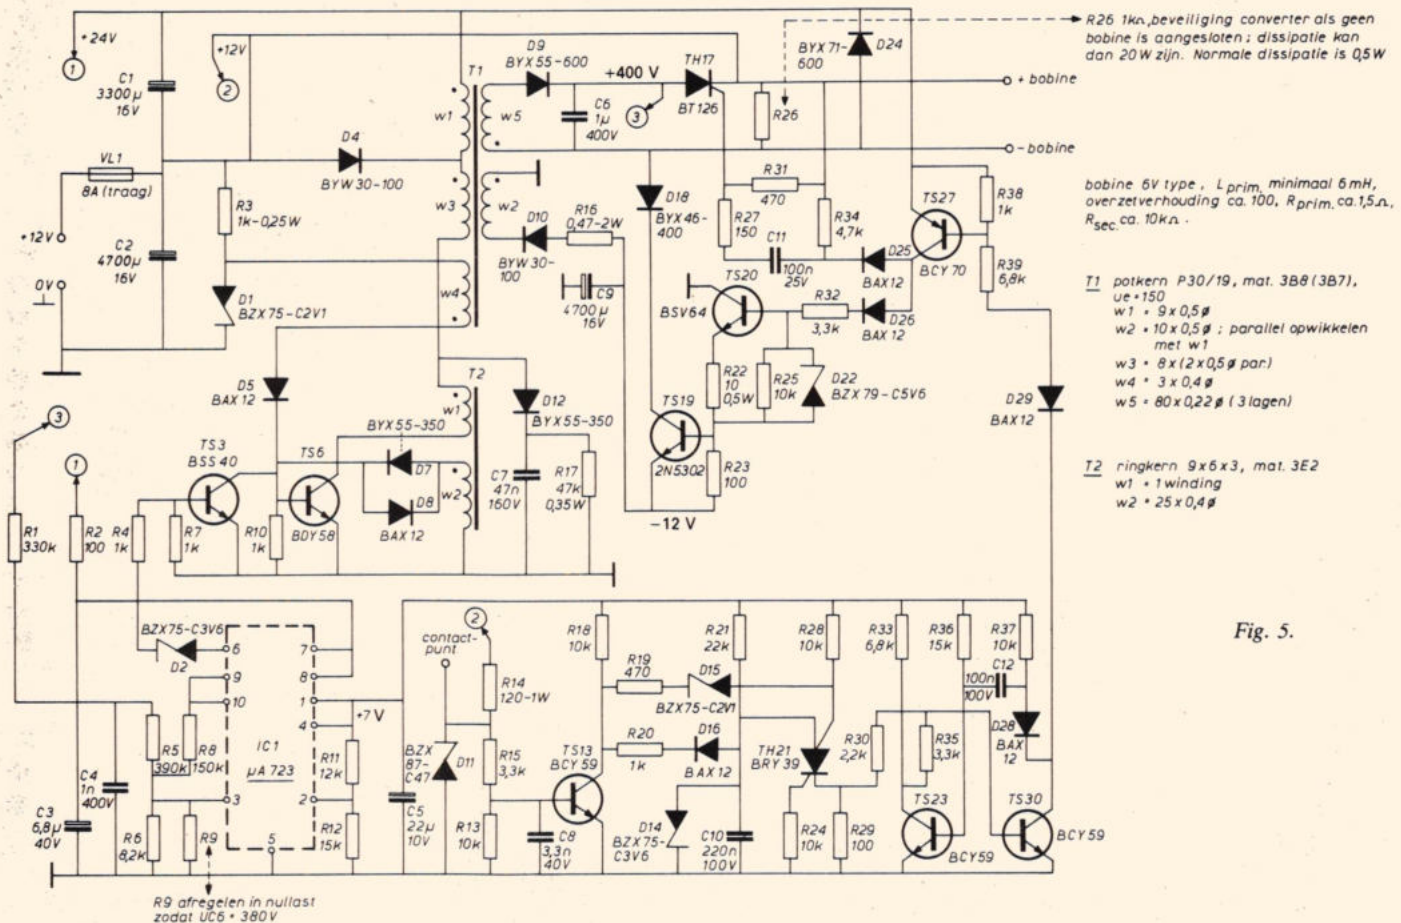 +24V
1
C1
3300μ
16V
VL1
8A (traag)
+12V
0V
C2
4700μ
16V
+12V
2
R3
1k-0,25W
D1
BZX75-C2V1
D4
BYW30-100
T1
w1
w3
w4
w5
w2
D9
BYX55-600
+400 V
C6
1μ
400V
3
TH17
BT126
R26
BYX71-
600
D24
+ bobine
- bobine
R26 1kΩ, beveiliging converter als geen
bobine is aangesloten ; dissipatie kan
dan 20W zijn. Normale dissipatie is 0,5W
D10
BYW30-
100
R16
0,47-2W
C9
4700μ
16V
D18
BYX46-
400
R31
470
R27
150
R34
4,7k
C11
100n
25V
D25
BAX12
TS27
BCY70
R38
1k
R39
6,8k
TS20
BSV64
R32
3,3k
D26
BAX12
R22
10
0,5W
R25
10k
D22
BZX79-C5V6
TS19
2N5302
R23
100
-12 V
D29
BAX12
bobine 6V type, Lprim. minimaal 6mH,
overzetverhouding ca. 100, Rprim. ca. 1,5Ω,
Rsec. ca. 10kΩ.
T1 potkern P30/19, mat. 3B8 (3B7),
ue = 150
w1 = 9x0,5ø
w2 = 10x0,5ø ; parallel opwikkelen
met w1
w3 = 8x(2x0,5ø par.)
w4 = 3x0,4ø
w5 = 80x0,22ø (3 lagen)
T2 ringkern 9x6x3, mat. 3E2
w1 = 1 winding
w2 = 25x0,4ø
D5
BAX12
T2
w1
w2
BYX55-350
D7
D8
BAX12
D12
BYX55-350
C7
47n
160V
R17
47k
0,35W
3
1
TS3
BSS40
TS6
BDY58
R1
330k
R2
100
R4
1k
R7
1k
R10
1k
BZX75-C3V6
D2
6
9
10
3
5
7
8
1
4
2
IC1
μA723
R5
390k
R8
150k
C4
1n
400V
C3
6,8μ
40V
R6
8,2k
R9
R9 afregelen in nullast
zodat UC6 = 380V
+7V
R11
12k
R12
15k
C5
22μ
10V
contact-
punt
2
BZX
87-
C47
D11
R14
120-1W
R15
3,3k
R13
10k
C8
3,3n
40V
TS13
BCY59
R18
10k
R19
470
D15
BZX75-C2V1
R20
1k
D16
BAX12
R21
22k
D14
BZX75-
C3V6
C10
220n
100V
R28
10k
TH21
BRY39
R24
10k
R29
100
R33
6,8k
R30
2,2k
R35
3,3k
R36
15k
R37
10k
C12
100n
100V
D28
BAX
12
TS23
BCY59
TS30
BCY59
Fig. 5.